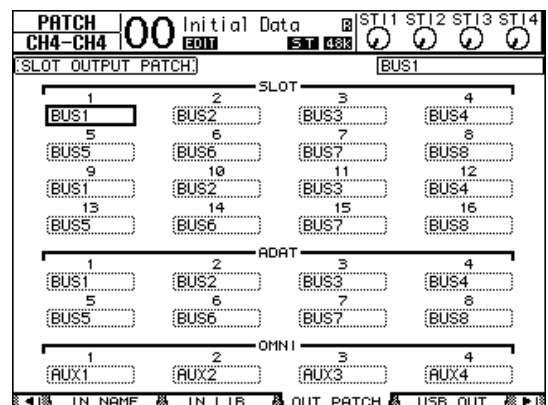 PATCH 00 Initial Data R STI1 STI2 STI3 STI4
CH4-CH4 EDIT ST 48K
SLOT OUTPUT PATCH BUS1
SLOT
1 2 3 4
BUS1 BUS2 BUS3 BUS4
5 6 7 8
BUS5 BUS6 BUS7 BUS8
9 10 11 12
BUS1 BUS2 BUS3 BUS4
13 14 15 16
BUS5 BUS6 BUS7 BUS8
ADAT
1 2 3 4
BUS1 BUS2 BUS3 BUS4
5 6 7 8
BUS5 BUS6 BUS7 BUS8
OMNI
1 2 3 4
AUX1 AUX2 AUX3 AUX4
IN NAME IN LIB OUT PATCH USB OUT